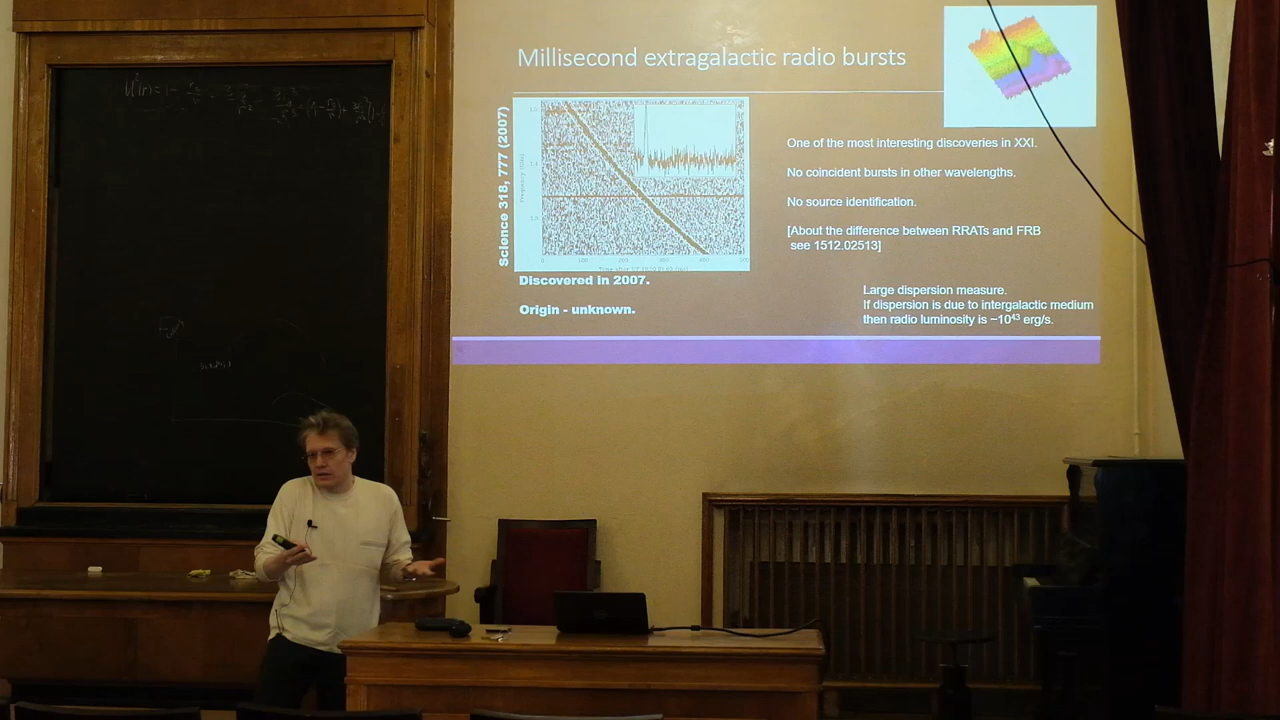 Millisecond extragalactic radio bursts
Science 318, 777 (2007)
One of the most interesting discoveries in XXI.
No coincident bursts in other wavelengths.
No source identification.
[About the difference between RRATs and FRB
see 1512.02513]
Discovered in 2007.
Origin - unknown.
Large dispersion measure.
If dispersion is due to intergalactic medium
then radio luminosity is ~10⁴³ erg/s.